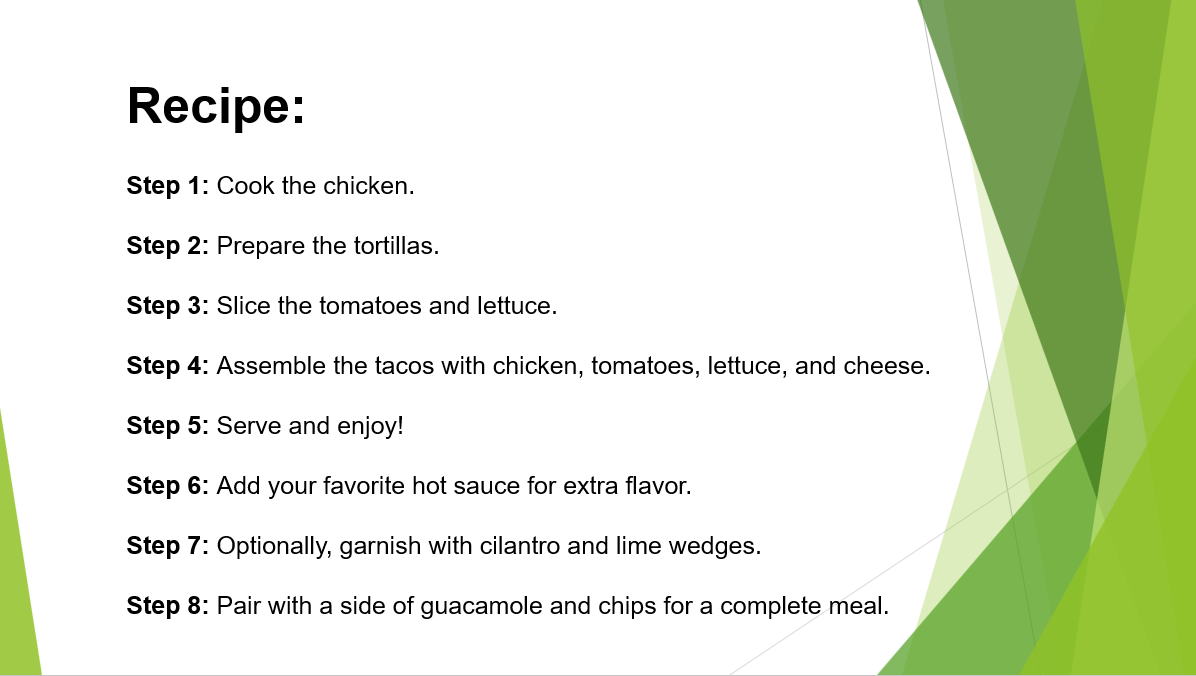 Recipe:
Step 1: Cook the chicken.
Step 2: Prepare the tortillas.
Step 3: Slice the tomatoes and lettuce.
Step 4: Assemble the tacos with chicken, tomatoes, lettuce, and cheese.
Step 5: Serve and enjoy!
Step 6: Add your favorite hot sauce for extra flavor.
Step 7: Optionally, garnish with cilantro and lime wedges.
Step 8: Pair with a side of guacamole and chips for a complete meal.